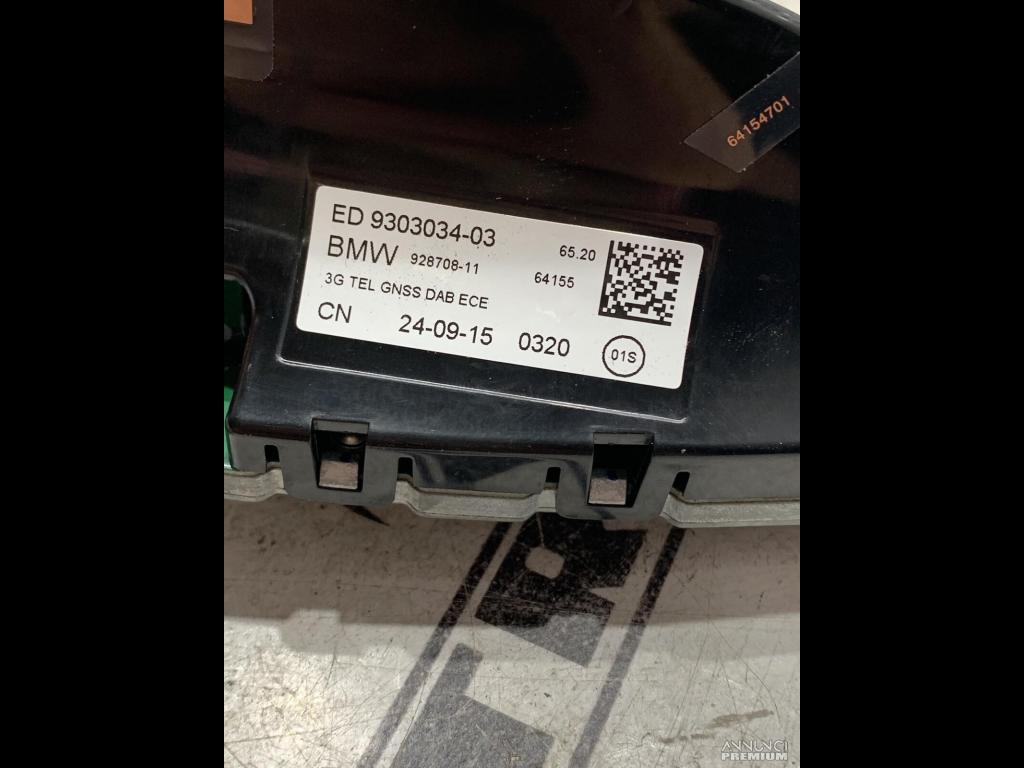 64154701
ED 9303034-03
65.20
BMW 928708-11
64155
3G TEL GNSS DAB ECE
CN 24-09-15 0320 01S
ANNUNCI
PREMIUM